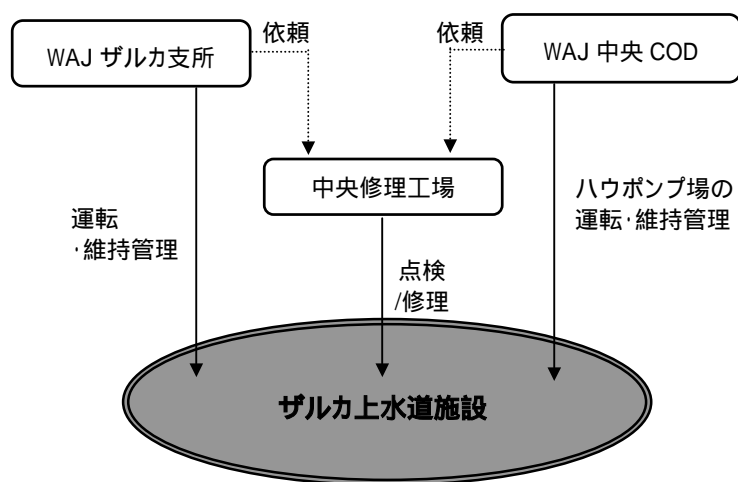 依頼
依頼
WAJ ザルカ支所
WAJ 中央 COD
中央修理工場
ハウポンプ場の
運転・維持管理
運転
・維持管理
点検
/修理
ザルカ上水道施設